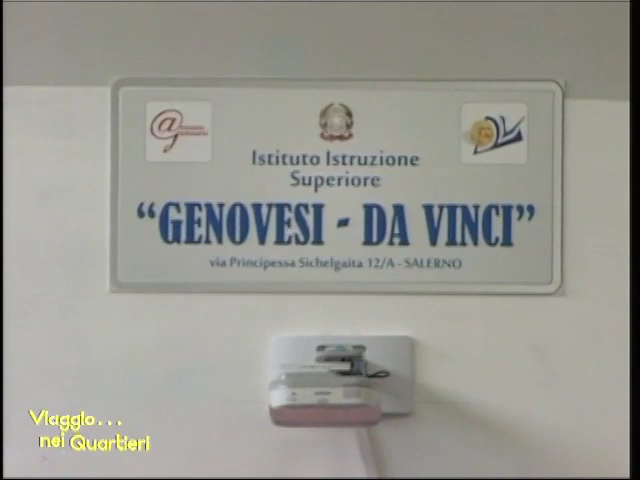 Istituto Istruzione
Superiore
“GENOVESI - DA VINCI”
via Principessa Sichelgaita 12/A - SALERNO
Viaggio...
nei Quartieri